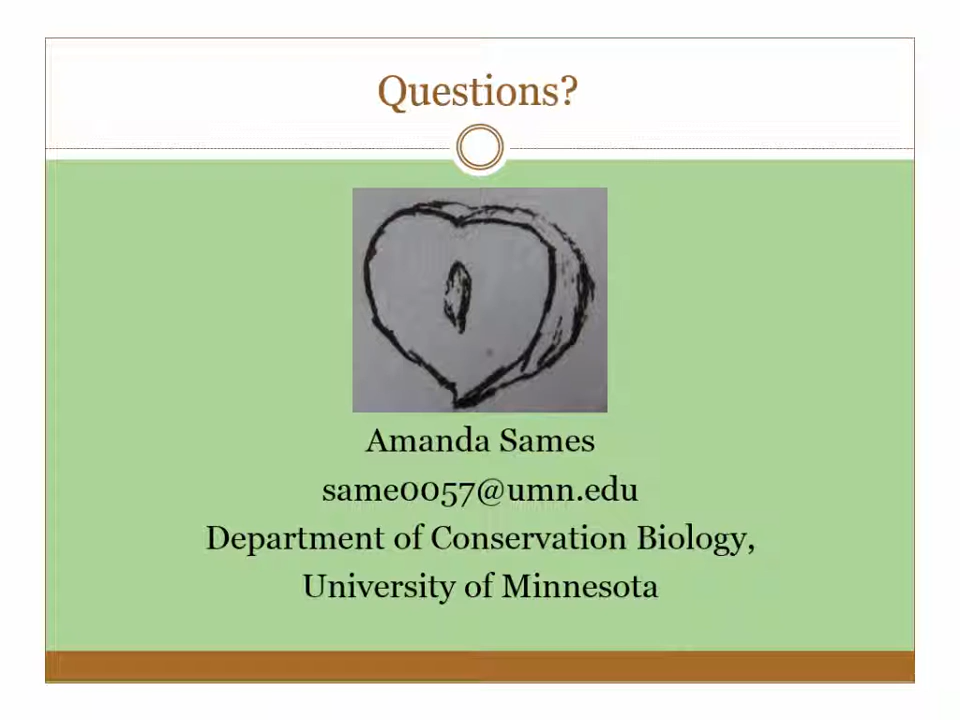 Questions?
Amanda Sames
same0057@umn.edu
Department of Conservation Biology,
University of Minnesota